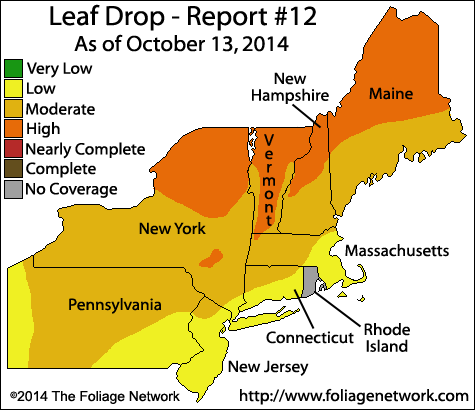 Leaf Drop - Report #12
As of October 13, 2014
Very Low
Low
Moderate
High
Nearly Complete
Complete
No Coverage
New
Hampshire
Maine
Vermont
New York
Massachusetts
Pennsylvania
Connecticut
Rhode
Island
New Jersey
©2014 The Foliage Network
http://www.foliagenetwork.com